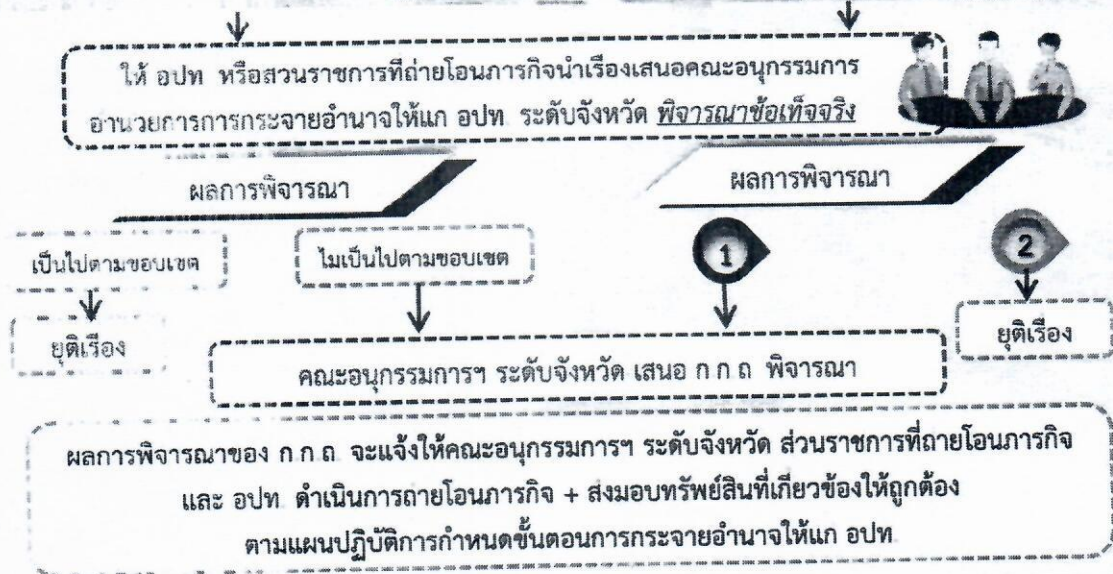 ให้ อปท หรือส่วนราชการที่ถ่ายโอนภารกิจนำเรื่องเสนอคณะอนุกรรมการ
อำนวยการการกระจายอำนาจให้แก อปท ระดับจังหวัด พิจารณาข้อเท็จจริง
ผลการพิจารณา
ผลการพิจารณา
เป็นไปตามขอบเขต
ไมเป็นไปตามขอบเขต
1
2
ยุติเรื่อง
ยุติเรื่อง
คณะอนุกรรมการฯ ระดับจังหวัด เสนอ ก ก ถ พิจารณา
ผลการพิจารณาของ ก ก ถ จะแจ้งให้คณะอนุกรรมการฯ ระดับจังหวัด ส่วนราชการที่ถายโอนภารกิจ
และ อปท ดำเนินการถายโอนภารกิจ + สงมอบทรัพย์สินที่เกี่ยวข้องให้ถูกต้อง
ตามแผนปฏิบัติการกำหนดขั้นตอนการกระจายอำนาจให้แก อปท